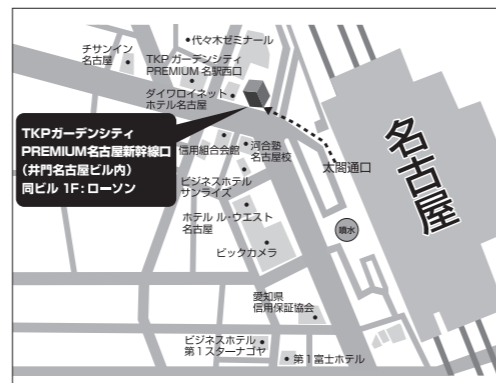 代々木ゼミナール
チサンイン
名古屋
TKP ガーデンシティ
PREMIUM 名駅西口
ダイワロイネット
ホテル名古屋
TKPガーデンシティ
PREMIUM名古屋新幹線口
（井門名古屋ビル内）
同ビル 1F：ローソン
信用組合会館
河合塾
名古屋校
太閤通口
名古屋
ビジネスホテル
サンライズ
ホテル ル・ウエスト
名古屋
噴水
ビックカメラ
愛知県
信用保証協会
ビジネスホテル
第１スターナゴヤ
第１富士ホテル